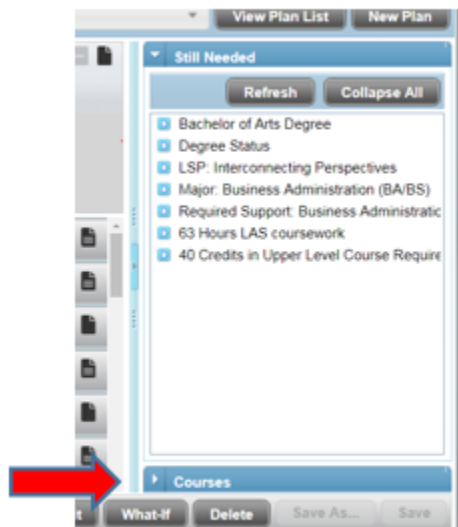 View Plan List New Plan
Still Needed
Refresh Collapse All
Bachelor of Arts Degree
Degree Status
LSP: Interconnecting Perspectives
Major: Business Administration (BA/BS)
Required Support: Business Administratic
63 Hours LAS coursework
40 Credits in Upper Level Course Require
Courses
t What-If Delete Save As... Save